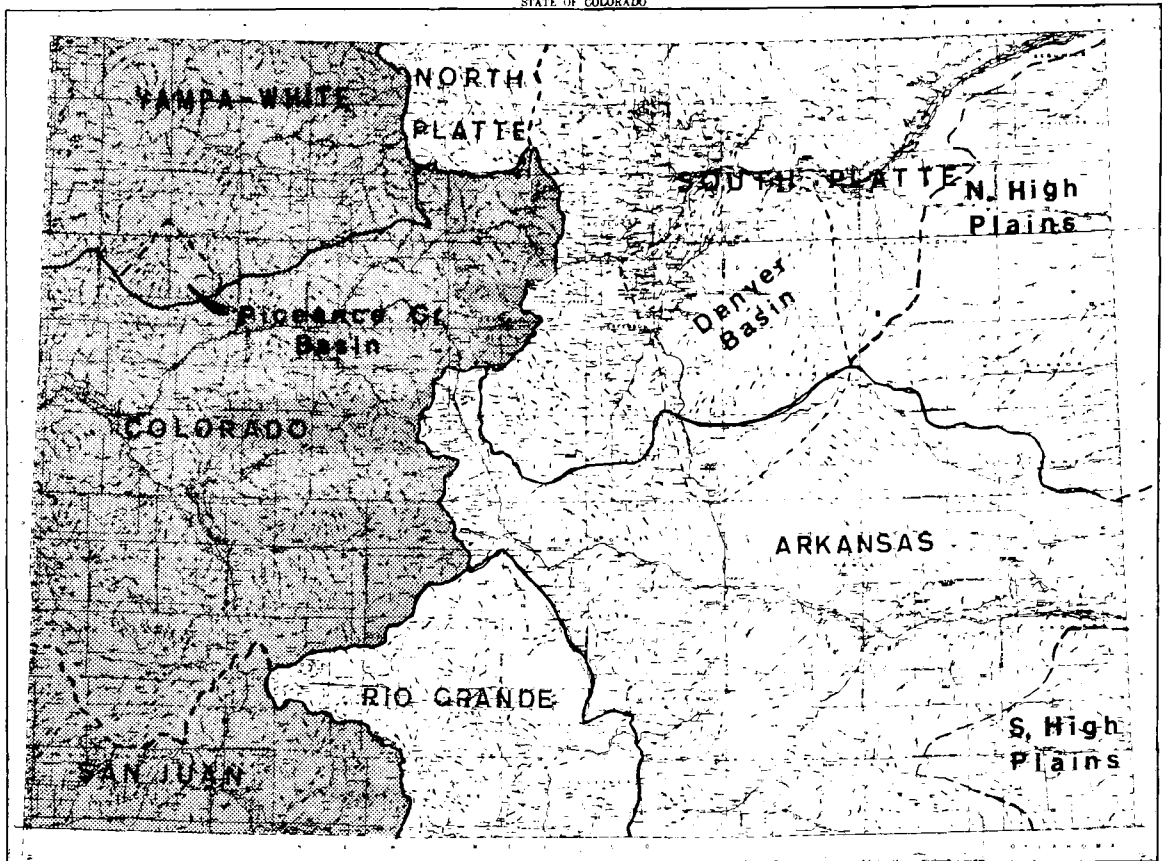 STATE OF COLORADO
YAMPA-WHITE
NORTH
PLATTE
SOUTH PLATTE
N. High
Plains
Denver
Basin
Piceance Cr.
Basin
COLORADO
ARKANSAS
RIO GRANDE
S. High
Plains
SAN JUAN
OKLAHOMA